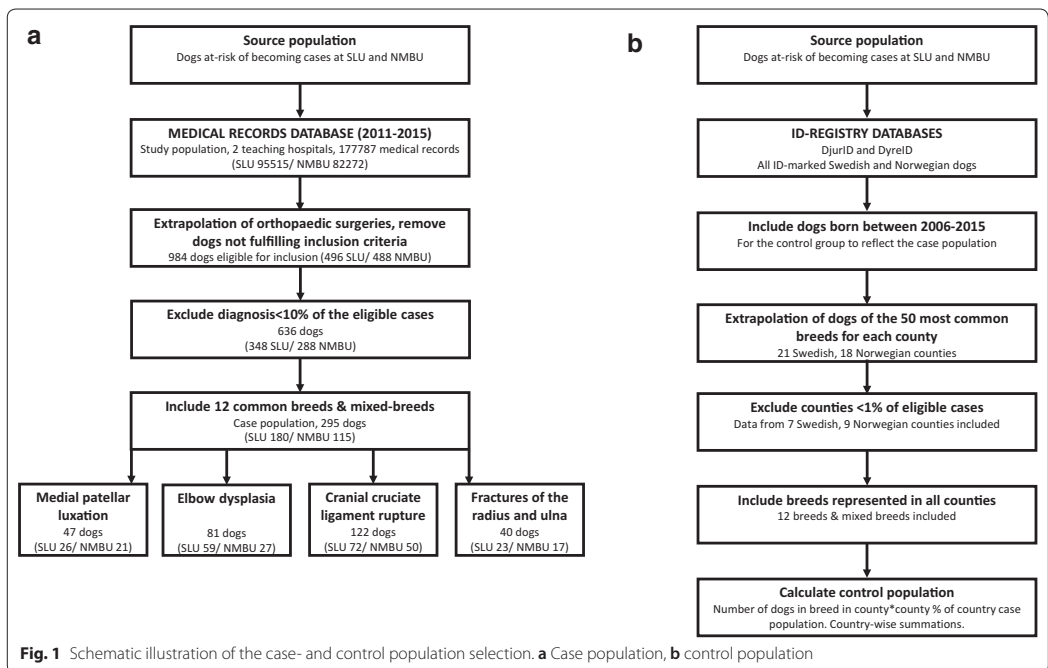 a
Source population
Dogs at-risk of becoming cases at SLU and NMBU
MEDICAL RECORDS DATABASE (2011-2015)
Study population, 2 teaching hospitals, 177787 medical records
(SLU 95515/ NMBU 82272)
Extrapolation of orthopaedic surgeries, remove
dogs not fulfilling inclusion criteria
984 dogs eligible for inclusion (496 SLU/ 488 NMBU)
Exclude diagnosis<10% of the eligible cases
636 dogs
(348 SLU/ 288 NMBU)
Include 12 common breeds & mixed-breeds
Case population, 295 dogs
(SLU 180/ NMBU 115)
Medial patellar
luxation
47 dogs
(SLU 26/ NMBU 21)
Elbow dysplasia
81 dogs
(SLU 59/ NMBU 27)
Cranial cruciate
ligament rupture
122 dogs
(SLU 72/ NMBU 50)
Fractures of the
radius and ulna
40 dogs
(SLU 23/ NMBU 17)
b
Source population
Dogs at-risk of becoming cases at SLU and NMBU
ID-REGISTRY DATABASES
DjurID and DyreID
All ID-marked Swedish and Norwegian dogs
Include dogs born between 2006-2015
For the control group to reflect the case population
Extrapolation of dogs of the 50 most common
breeds for each county
21 Swedish, 18 Norwegian counties
Exclude counties <1% of eligible cases
Data from 7 Swedish, 9 Norwegian counties included
Include breeds represented in all counties
12 breeds & mixed breeds included
Calculate control population
Number of dogs in breed in county*county % of country case
population. Country-wise summations.
Fig. 1 Schematic illustration of the case- and control population selection. a Case population, b control population